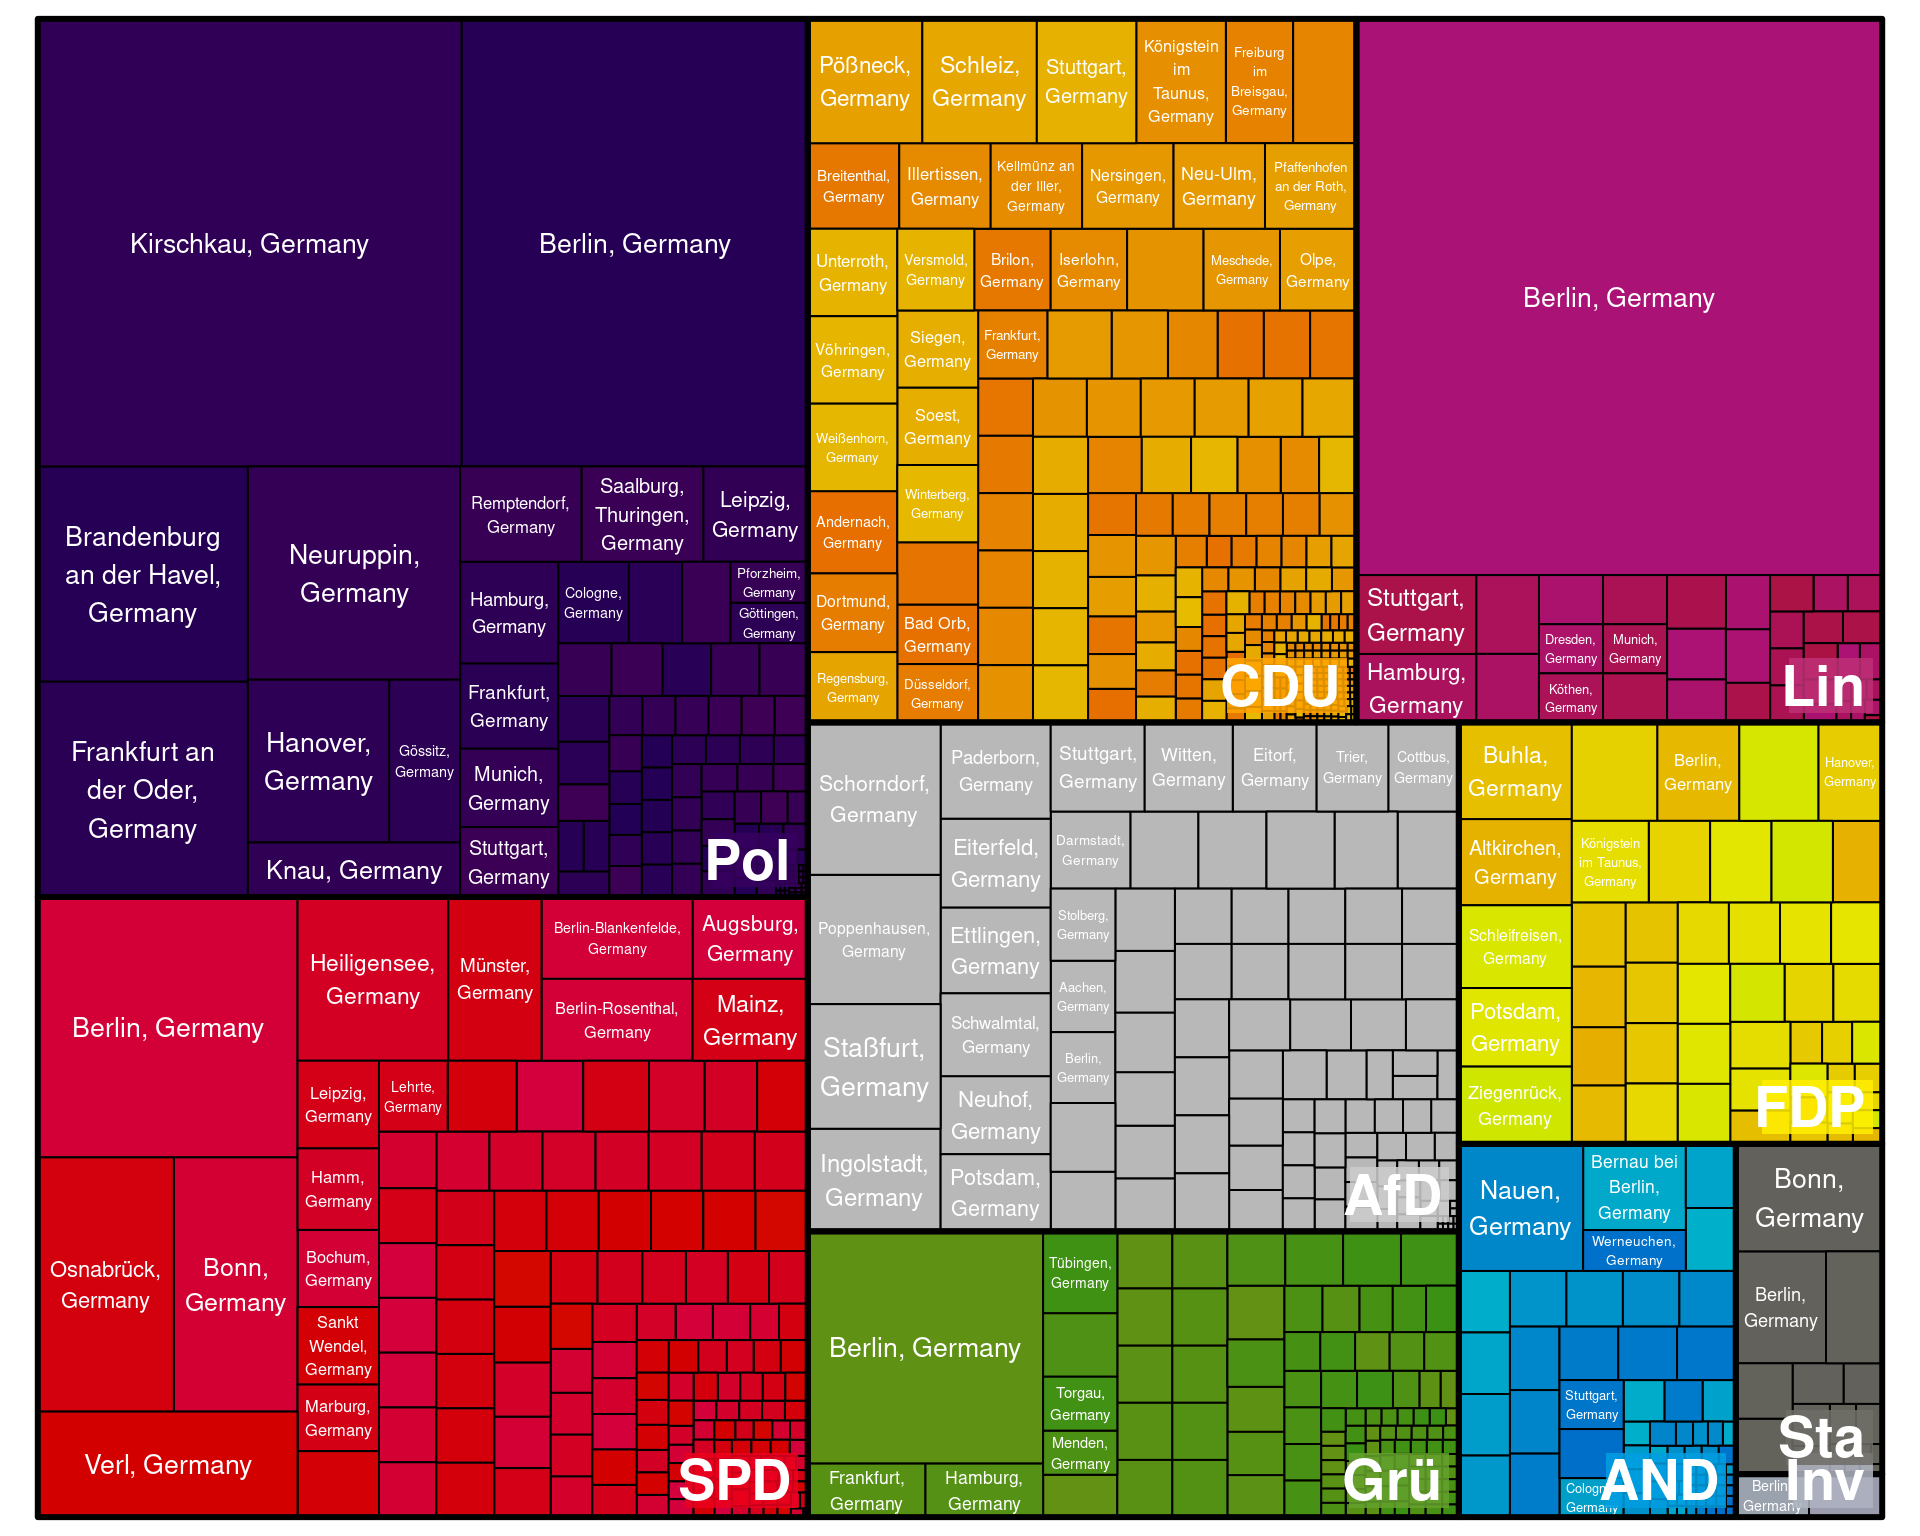 Kirschkau, Germany
Berlin, Germany
Brandenburg
an der Havel,
Germany
Neuruppin,
Germany
Remptendorf,
Germany
Saalburg,
Thuringen,
Germany
Leipzig,
Germany
Hamburg,
Germany
Cologne,
Germany
Pforzheim,
Germany
Göttingen,
Germany
Frankfurt an
der Oder,
Germany
Hanover,
Germany
Gössitz,
Germany
Frankfurt,
Germany
Munich,
Germany
Knau, Germany
Stuttgart,
Germany
Pol
Pößneck,
Germany
Schleiz,
Germany
Stuttgart,
Germany
Königstein
im
Taunus,
Germany
Freiburg
im
Breisgau,
Germany
Breitenthal,
Germany
Illertissen,
Germany
Kellmünz an
der Iller,
Germany
Nersingen,
Germany
Neu-Ulm,
Germany
Pfaffenhofen
an der Roth,
Germany
Unterroth,
Germany
Versmold,
Germany
Brilon,
Germany
Iserlohn,
Germany
Meschede,
Germany
Olpe,
Germany
Vöhringen,
Germany
Siegen,
Germany
Frankfurt,
Germany
Weißenhorn,
Germany
Soest,
Germany
Winterberg,
Germany
Andernach,
Germany
Dortmund,
Germany
Bad Orb,
Germany
Regensburg,
Germany
Düsseldorf,
Germany
CDU
Berlin, Germany
Stuttgart,
Germany
Hamburg,
Germany
Dresden,
Germany
Munich,
Germany
Köthen,
Germany
Lin
Berlin, Germany
Heiligensee,
Germany
Münster,
Germany
Berlin-Blankenfelde,
Germany
Augsburg,
Germany
Berlin-Rosenthal,
Germany
Mainz,
Germany
Leipzig,
Germany
Lehrte,
Germany
Hamm,
Germany
Osnabrück,
Germany
Bonn,
Germany
Bochum,
Germany
Sankt
Wendel,
Germany
Marburg,
Germany
Verl, Germany
SPD
Schorndorf,
Germany
Paderborn,
Germany
Stuttgart,
Germany
Witten,
Germany
Eitorf,
Germany
Trier,
Germany
Cottbus,
Germany
Eiterfeld,
Germany
Darmstadt,
Germany
Poppenhausen,
Germany
Ettlingen,
Germany
Stolberg,
Germany
Aachen,
Germany
Schwalmtal,
Germany
Staßfurt,
Germany
Berlin,
Germany
Neuhof,
Germany
Ingolstadt,
Germany
Potsdam,
Germany
AfD
Buhla,
Germany
Berlin,
Germany
Hanover,
Germany
Altkirchen,
Germany
Königstein
im Taunus,
Germany
Schleifreisen,
Germany
Potsdam,
Germany
Ziegenrück,
Germany
FDP
Berlin, Germany
Tübingen,
Germany
Torgau,
Germany
Menden,
Germany
Frankfurt,
Germany
Hamburg,
Germany
Grü
Nauen,
Germany
Bernau bei
Berlin,
Germany
Werneuchen,
Germany
Stuttgart,
Germany
Germany
AND
Bonn,
Germany
Berlin,
Germany
Sta
Berlin,
Germany
Inv